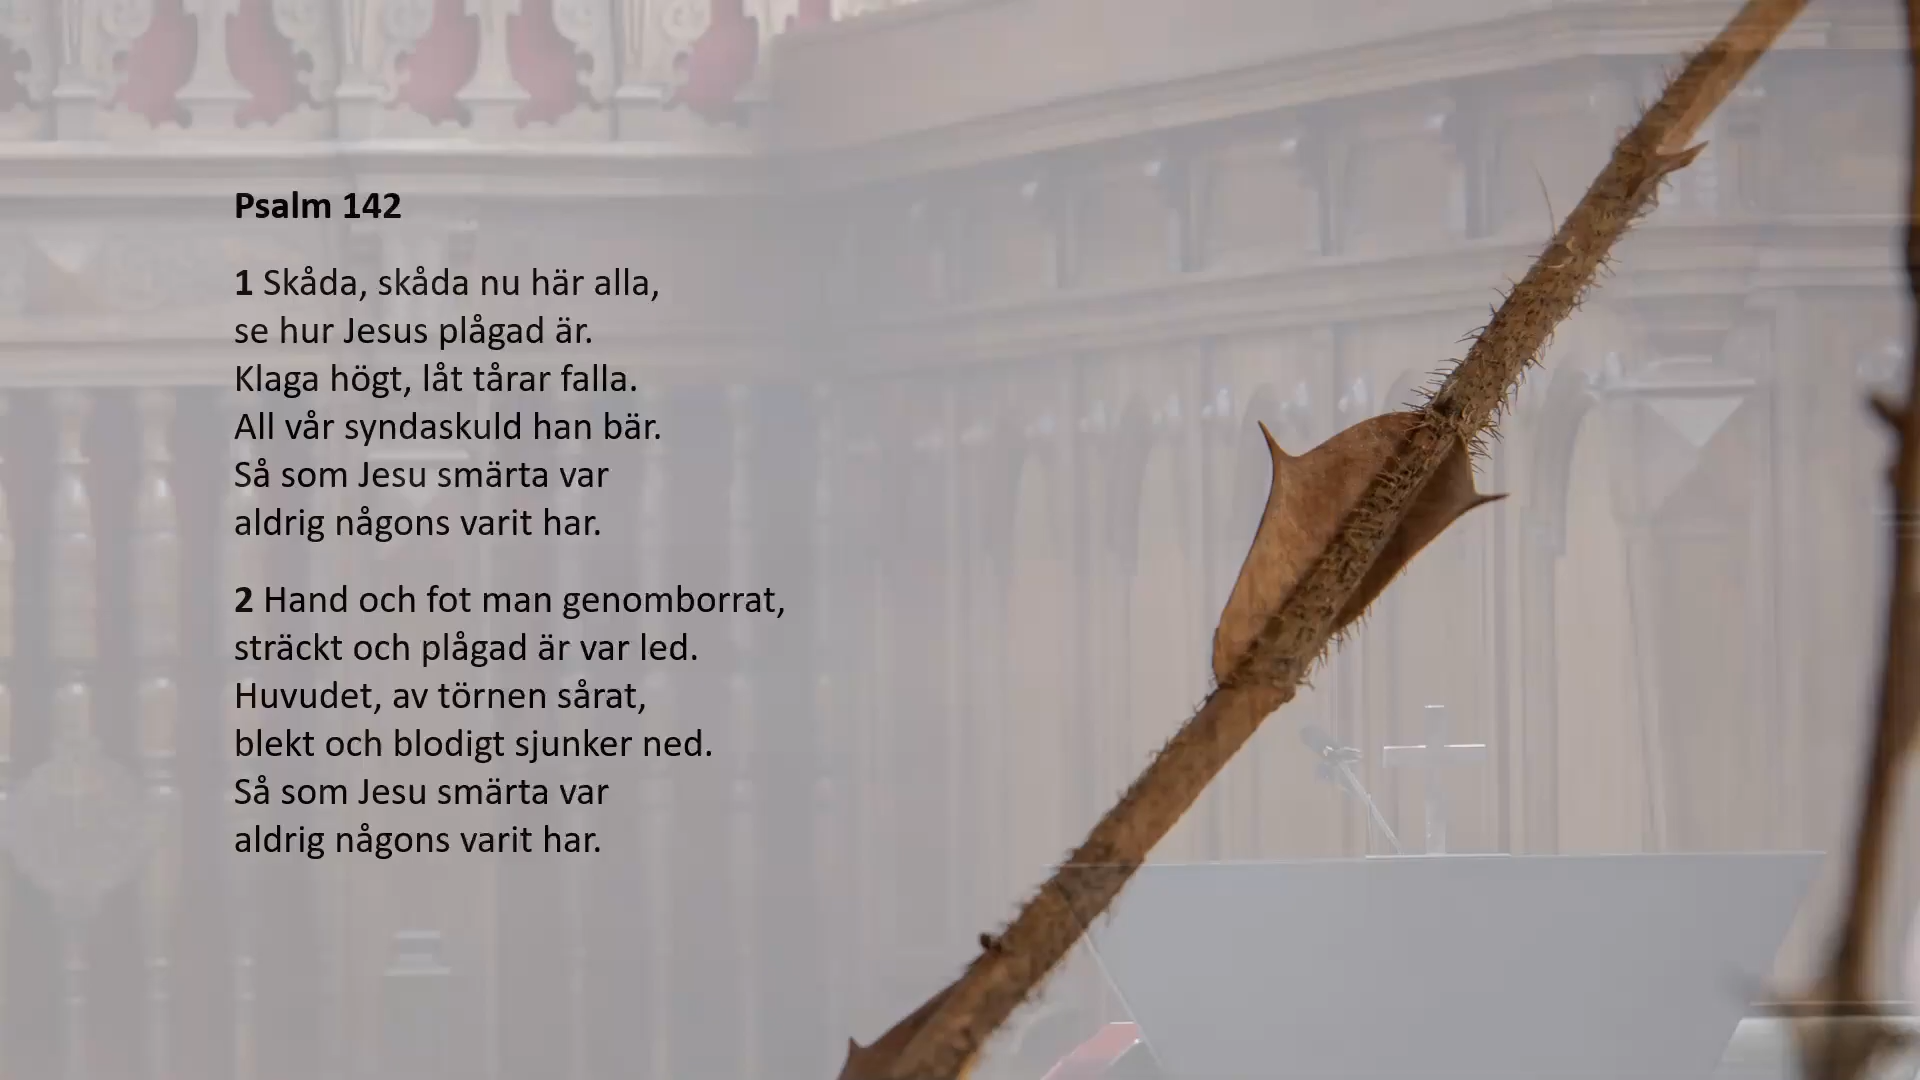 Psalm 142
1 Skåda, skåda nu här alla,
se hur Jesus plågad är.
Klaga högt, låt tårar falla.
All vår syndaskuld han bär.
Så som Jesu smärta var
aldrig någons varit har.
2 Hand och fot man genomborrat,
sträckt och plågad är var led.
Huvudet, av törnen sårat,
blekt och blodigt sjunker ned.
Så som Jesu smärta var
aldrig någons varit har.